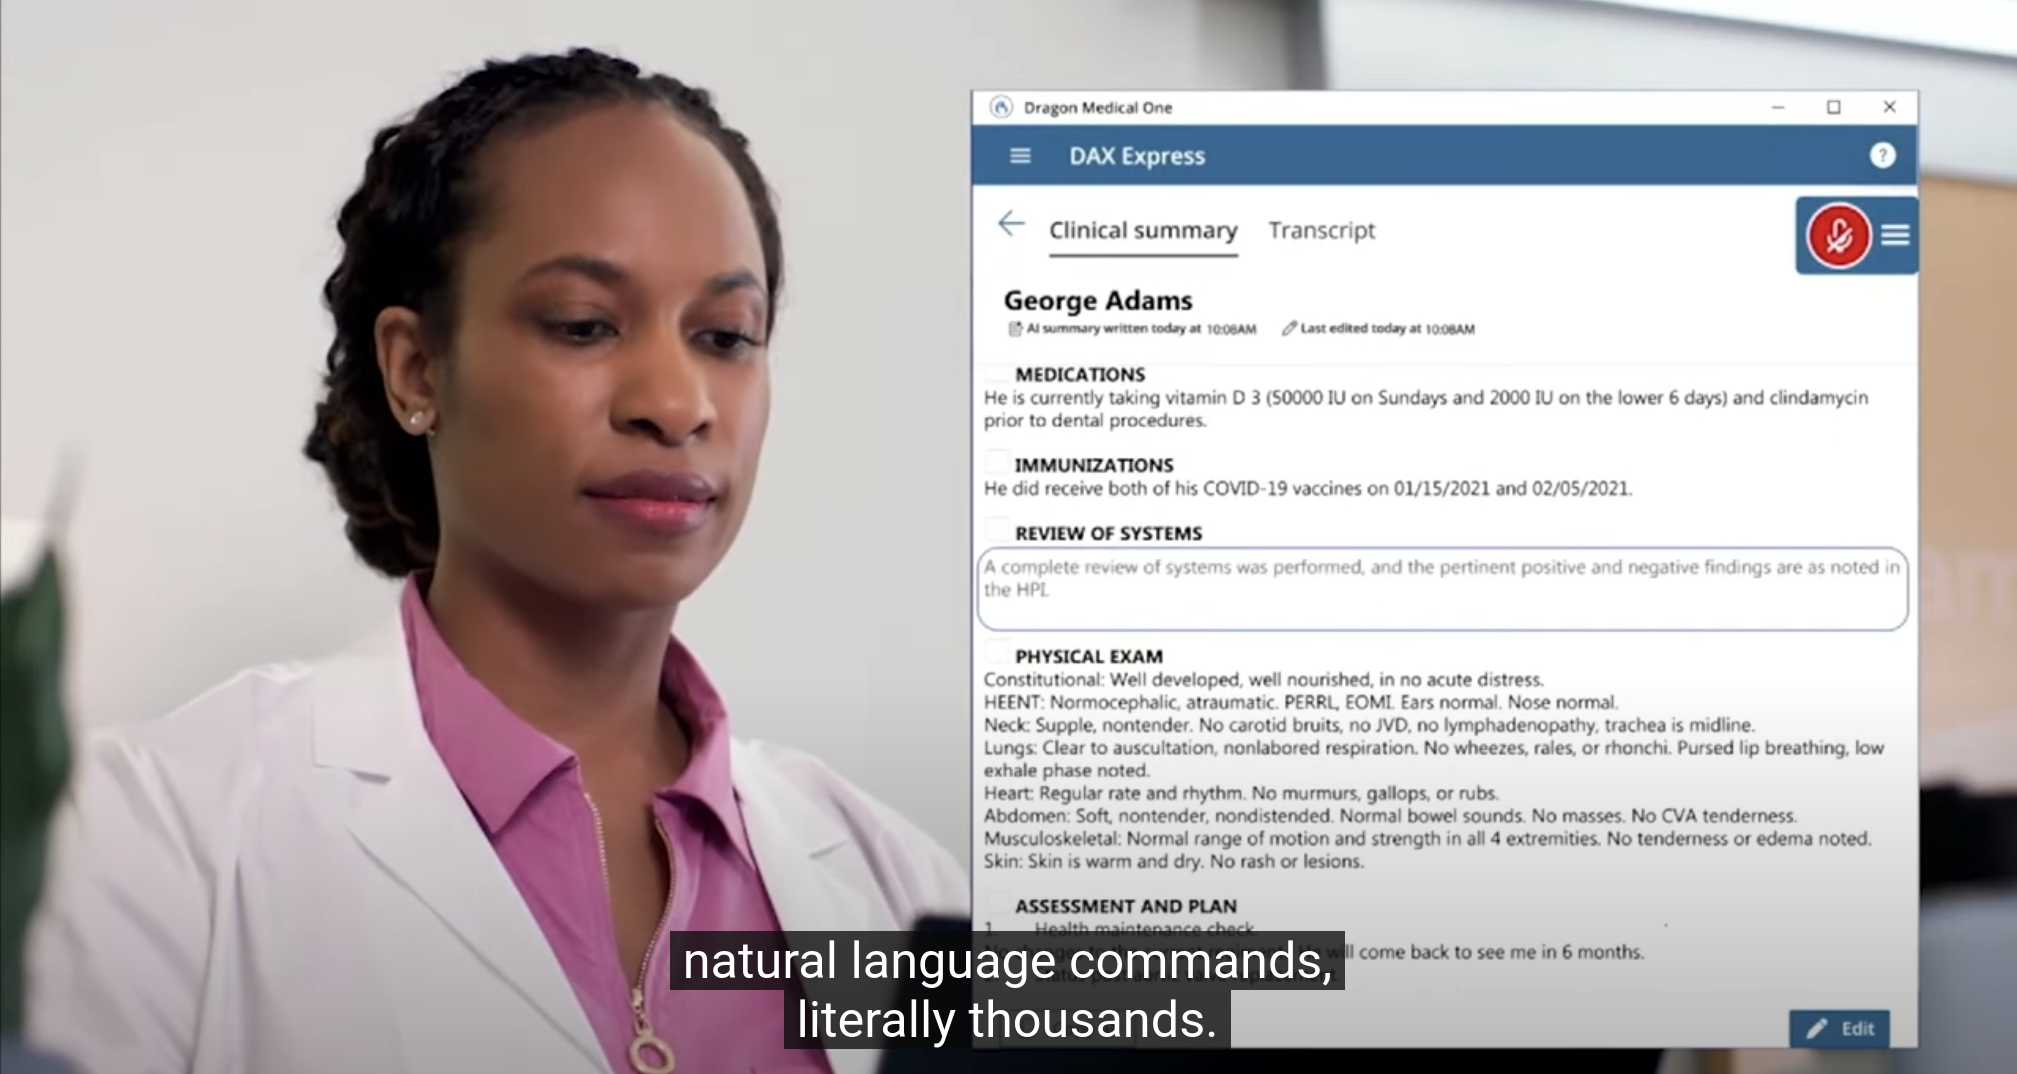 Dragon Medical One
DAX Express
?
Clinical summary Transcript
George Adams
AI summary written today at 10:08AM Last edited today at 10:08AM
MEDICATIONS
He is currently taking vitamin D 3 (50000 IU on Sundays and 2000 IU on the lower 6 days) and clindamycin
prior to dental procedures.
IMMUNIZATIONS
He did receive both of his COVID-19 vaccines on 01/15/2021 and 02/05/2021.
REVIEW OF SYSTEMS
A complete review of systems was performed, and the pertinent positive and negative findings are as noted in
the HPI.
PHYSICAL EXAM
Constitutional: Well developed, well nourished, in no acute distress.
HEENT: Normocephalic, atraumatic. PERRL, EOMI. Ears normal. Nose normal.
Neck: Supple, nontender. No carotid bruits, no JVD, no lymphadenopathy, trachea is midline.
Lungs: Clear to auscultation, nonlabored respiration. No wheezes, rales, or rhonchi. Pursed lip breathing, low
exhale phase noted.
Heart: Regular rate and rhythm. No murmurs, gallops, or rubs.
Abdomen: Soft, nontender, nondistended. Normal bowel sounds. No masses. No CVA tenderness.
Musculoskeletal: Normal range of motion and strength in all 4 extremities. No tenderness or edema noted.
Skin: Skin is warm and dry. No rash or lesions.
ASSESSMENT AND PLAN
1. Health maintenance check.
will come back to see me in 6 months.
natural language commands,
literally thousands.
Edit